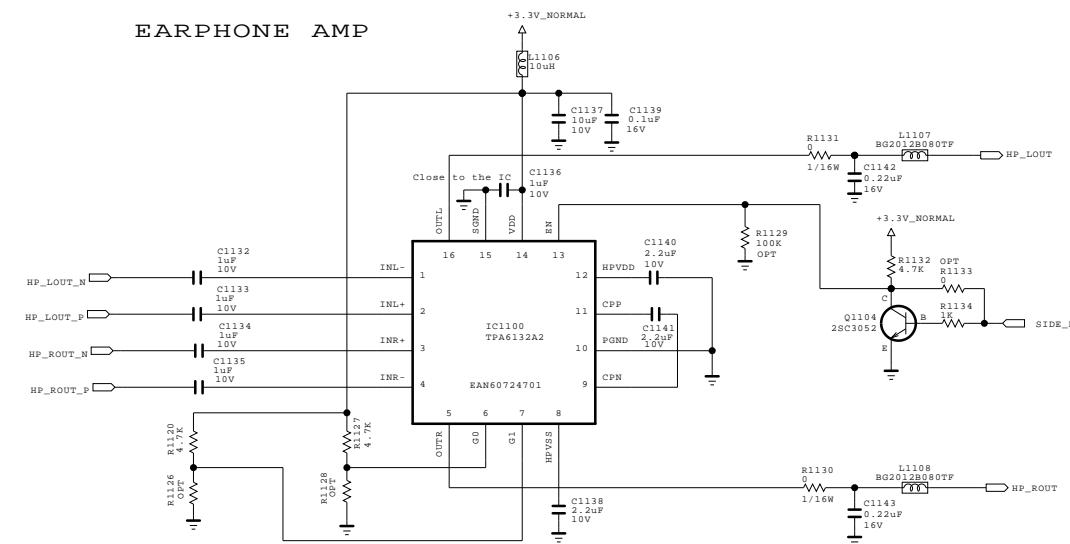 EARPHONE AMP
+3.3V_NORMAL
L1106
10uH
C1137
10uF
10V
C1139
0.1uF
16V
R1131
0
1/16W
L1107
BG2012B080TF
HP_LOUT
C1142
0.22uF
16V
Close to the IC
C1136
1uF
10V
OUTL
SGND
VDD
EN
16
15
14
13
+3.3V_NORMAL
R1129
100K
OPT
R1132
4.7K
OPT
R1133
0
R1134
1K
C
B
E
Q1104
2SC3052
HP_LOUT_N
C1132
1uF
10V
INL-
1
HP_LOUT_P
C1133
1uF
10V
INL+
2
HP_ROUT_N
C1134
1uF
10V
INR+
3
HP_ROUT_P
C1135
1uF
10V
INR-
4
IC1100
TPA6132A2
EAN60724701
12
HPVDD
C1140
2.2uF
10V
11
CPP
C1141
2.2uF
10V
10
PGND
9
CPN
5
6
7
8
OUTR
G0
G1
HPVSS
R1120
4.7K
R1127
4.7K
R1126
OPT
R1128
OPT
C1138
2.2uF
10V
R1130
0
1/16W
L1108
BG2012B080TF
HP_ROUT
C1143
0.22uF
16V